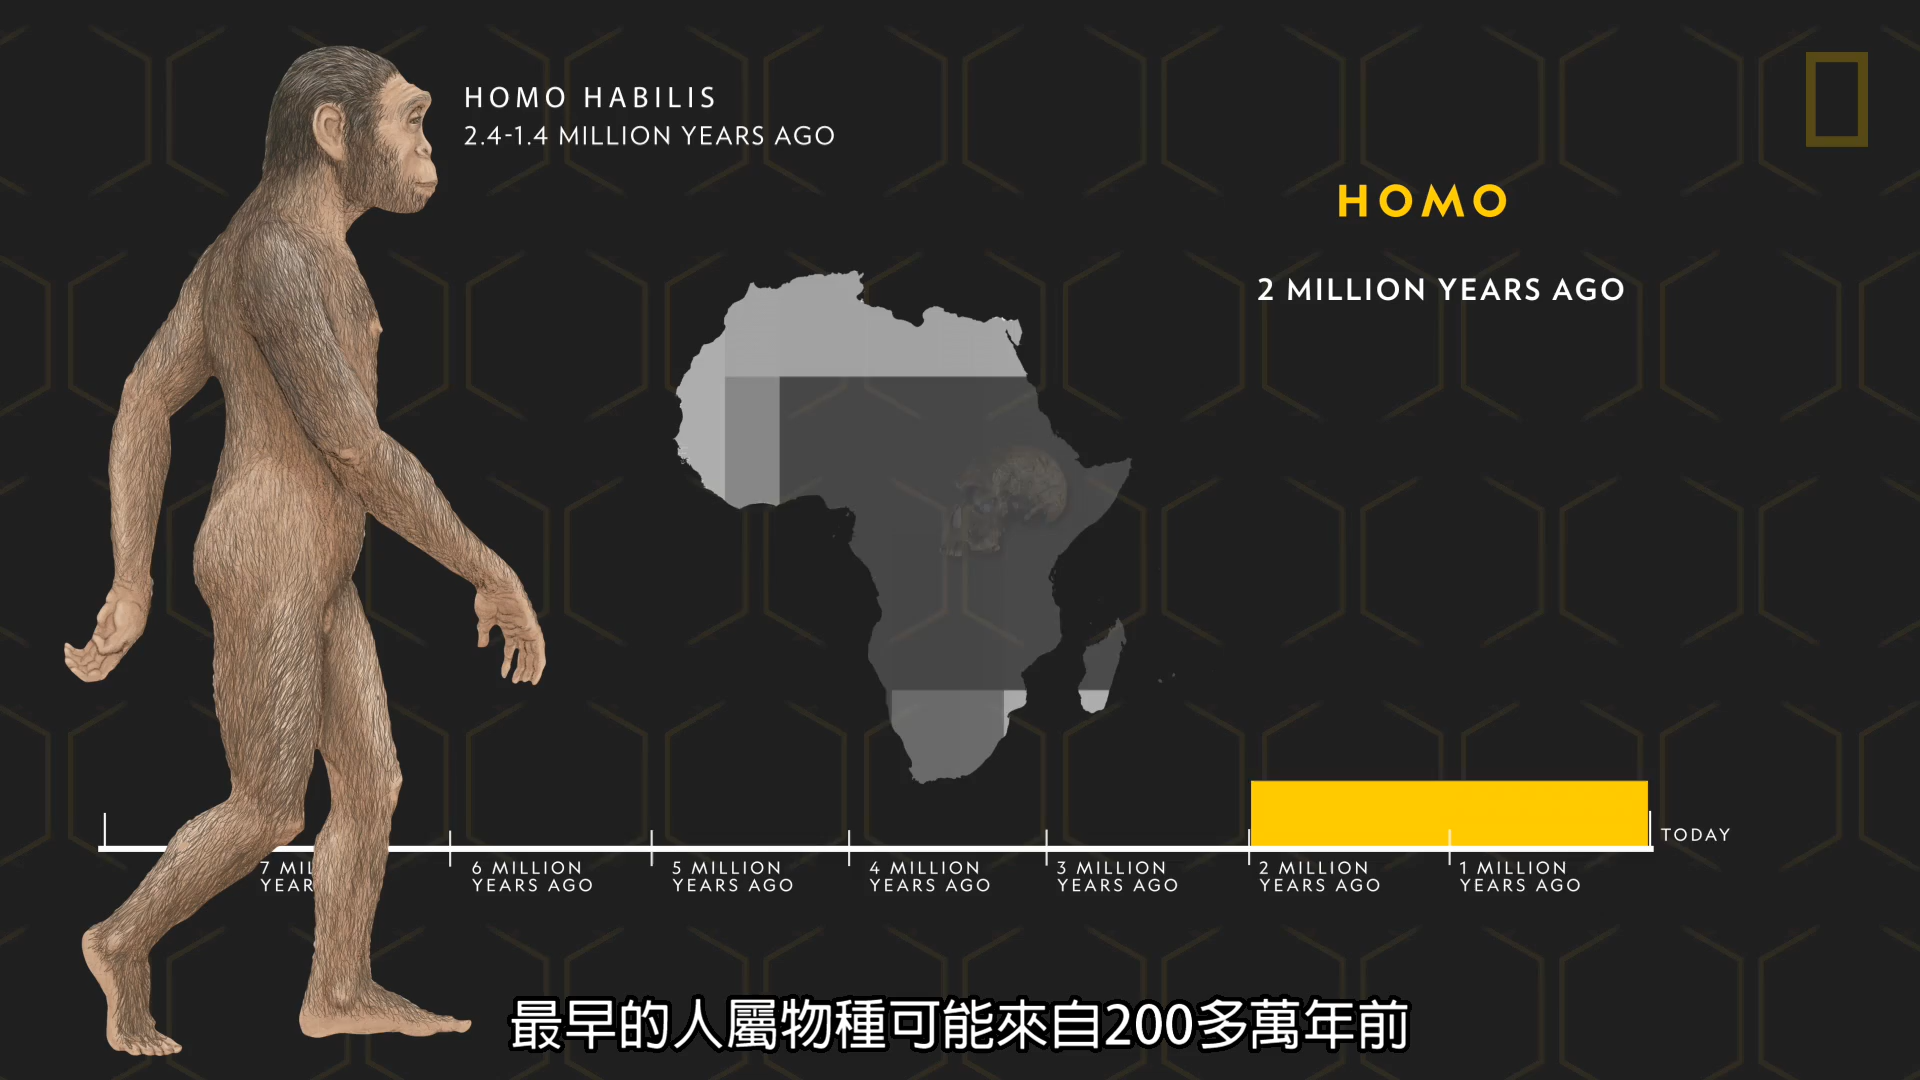 HOMO HABILIS
2.4-1.4 MILLION YEARS AGO
HOMO
2 MILLION YEARS AGO
TODAY
7 MIL
YEAR
6 MILLION
YEARS AGO
5 MILLION
YEARS AGO
4 MILLION
YEARS AGO
3 MILLION
YEARS AGO
2 MILLION
YEARS AGO
1 MILLION
YEARS AGO
最早的人屬物種可能來自200多萬年前